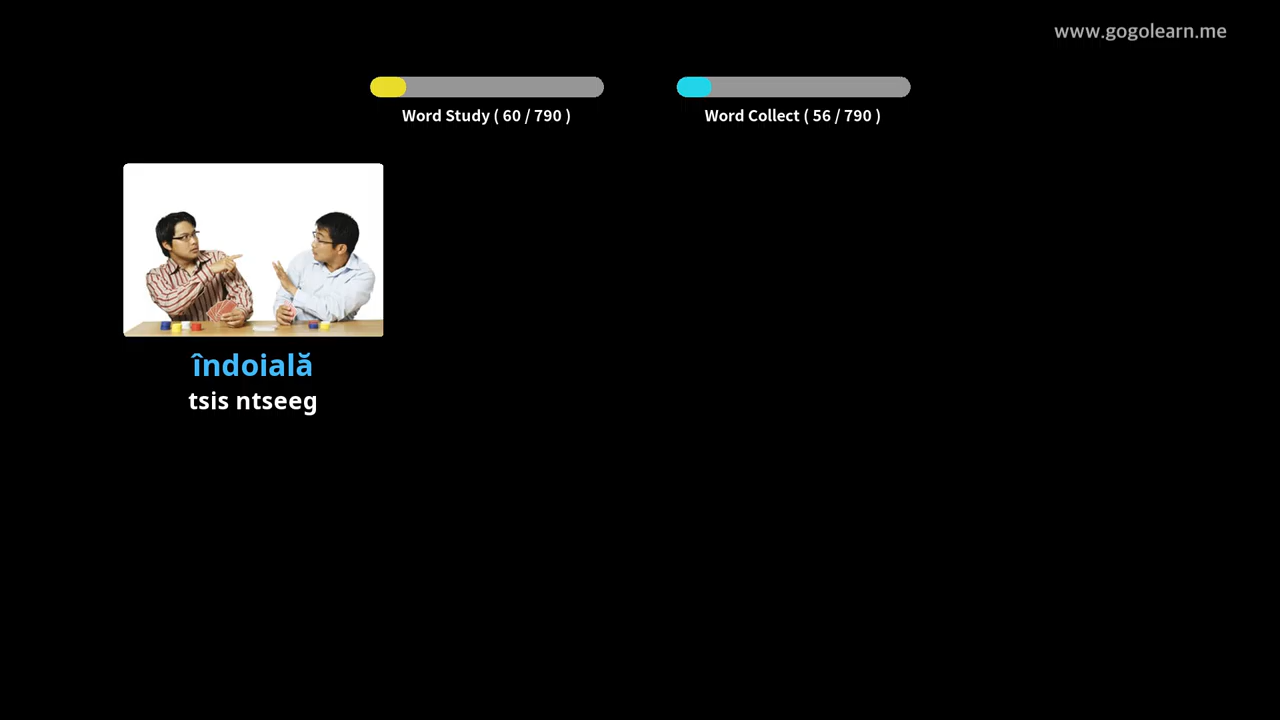 www.gogolearn.me
Word Study ( 60 / 790 )
Word Collect ( 56 / 790 )
îndoială
tsis ntseeg